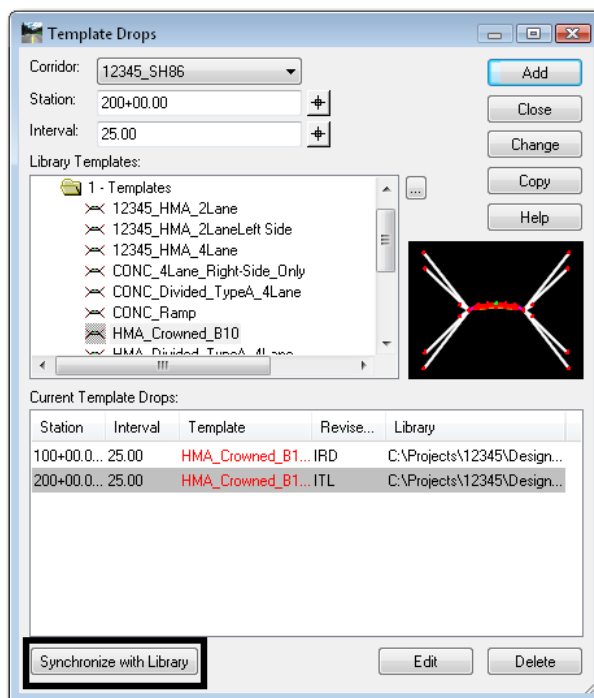 Template Drops
Corridor: 12345_SH86 Add
Station: 200+00.00 Close
Interval: 25.00 Change
Library Templates:
1 - Templates ... Copy
12345_HMA_2Lane
12345_HMA_2LaneLeft Side Help
12345_HMA_4Lane
CONC_4Lane_Right-Side_Only
CONC_Divided_TypeA_4Lane
CONC_Ramp
HMA_Crowned_B10
HMA_Divided_TypeA_4Lane
Current Template Drops:
Station Interval Template Revise... Library
100+00.0... 25.00 HMA_Crowned_B1... IRD C:\Projects\12345\Design...
200+00.0... 25.00 HMA_Crowned_B1... ITL C:\Projects\12345\Design...
Synchronize with Library Edit Delete